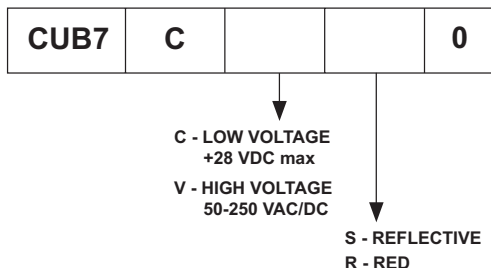 CUB7 C 0
C - LOW VOLTAGE
+28 VDC max
V - HIGH VOLTAGE
50-250 VAC/DC
S - REFLECTIVE
R - RED